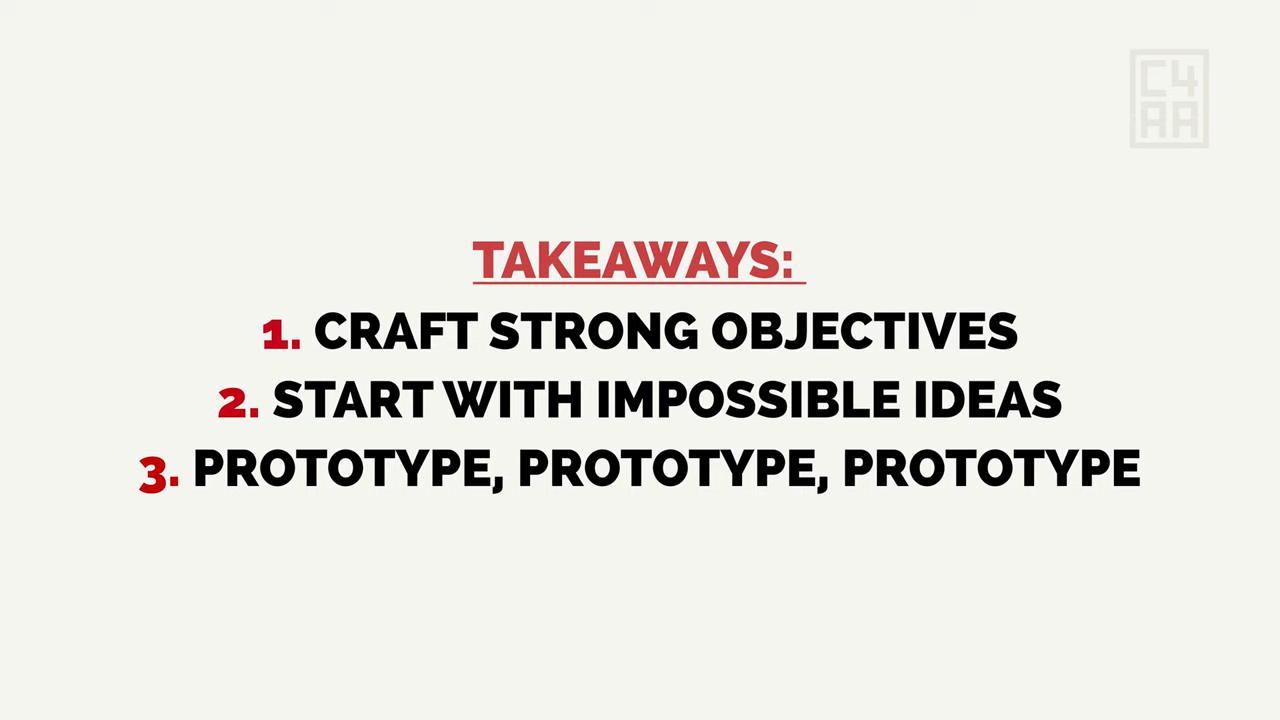 C4
AA
TAKEAWAYS:
1. CRAFT STRONG OBJECTIVES
2. START WITH IMPOSSIBLE IDEAS
3. PROTOTYPE, PROTOTYPE, PROTOTYPE